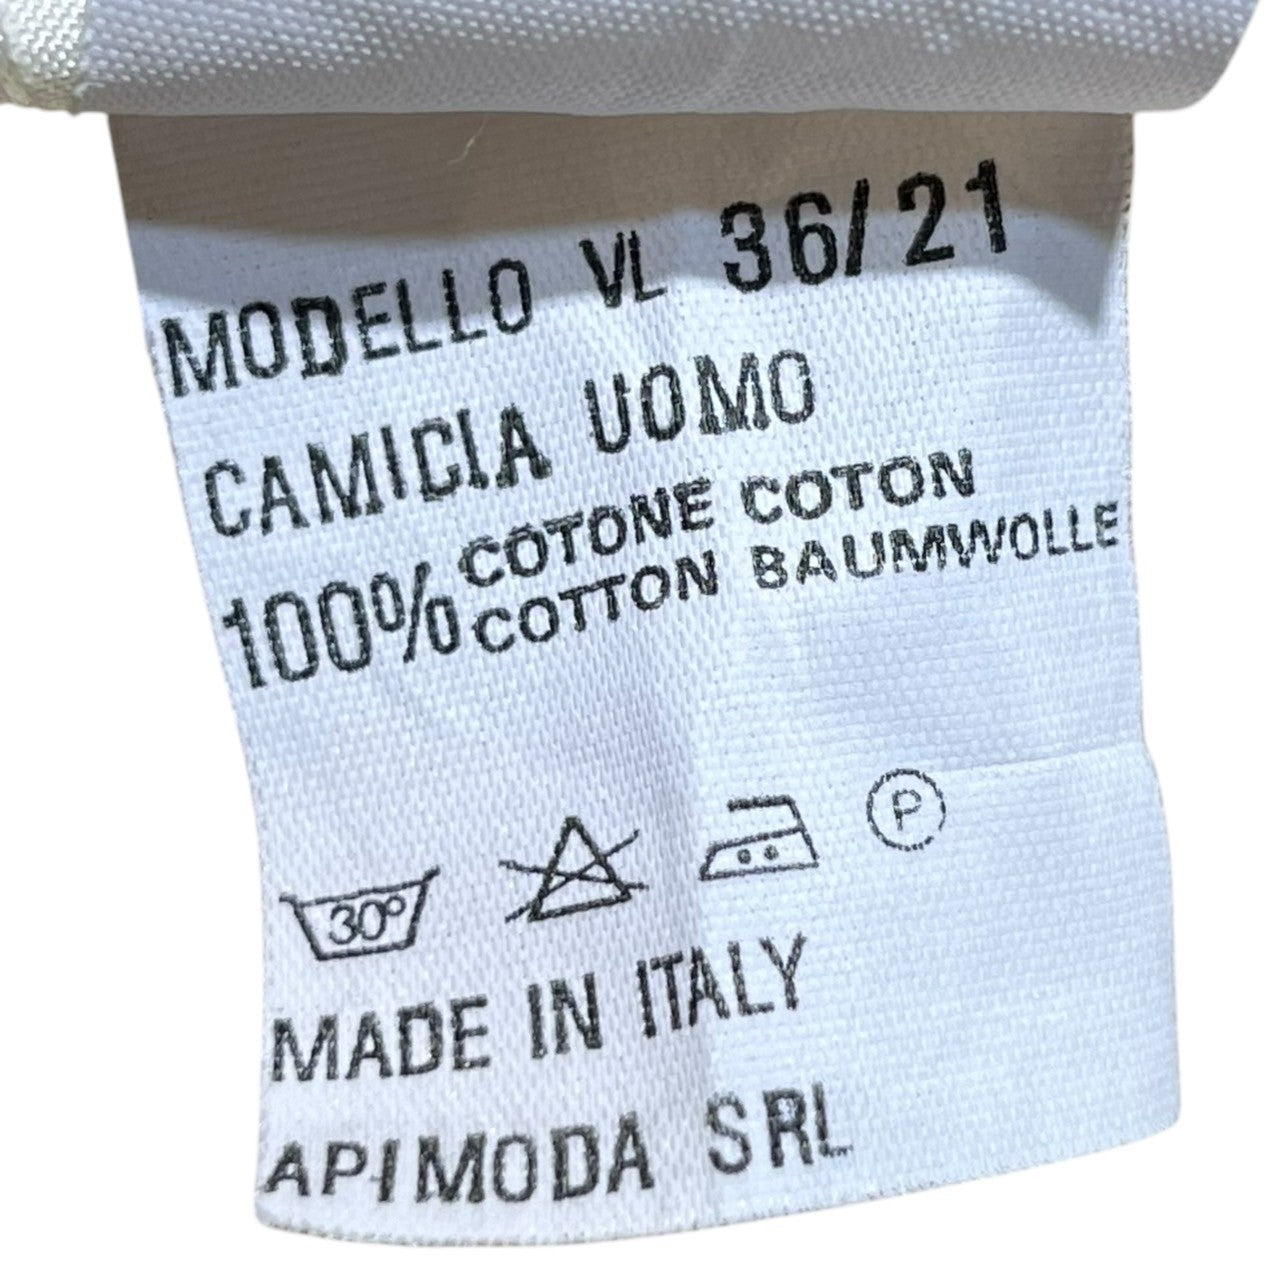 MODELLO VL 36/21
CAMICIA UOMO
100% COTONE COTON
COTTON BAUMWOLLE
30° P
MADE IN ITALY
APIMODA SRL